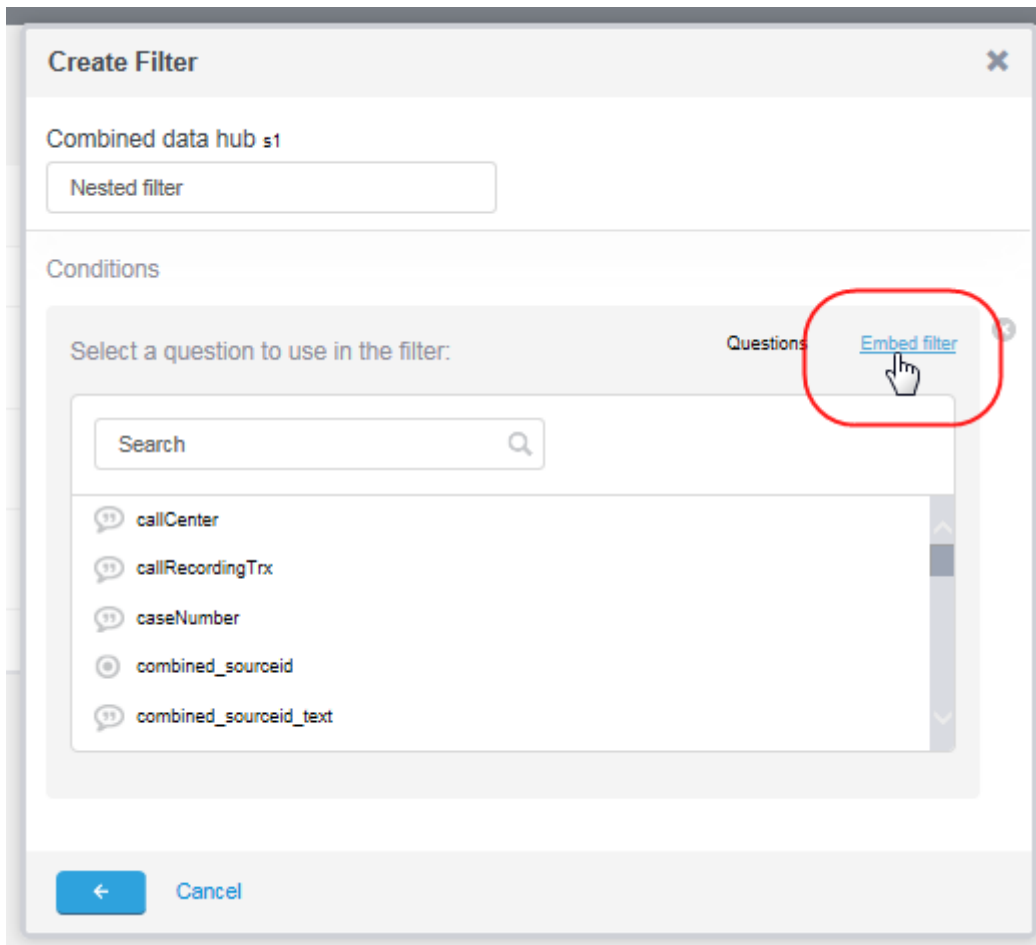 Create Filter
Combined data hub s1
Nested filter
Conditions
Select a question to use in the filter: Questions Embed filter
Search
callCenter
callRecordingTrx
caseNumber
combined_sourceid
combined_sourceid_text
Cancel